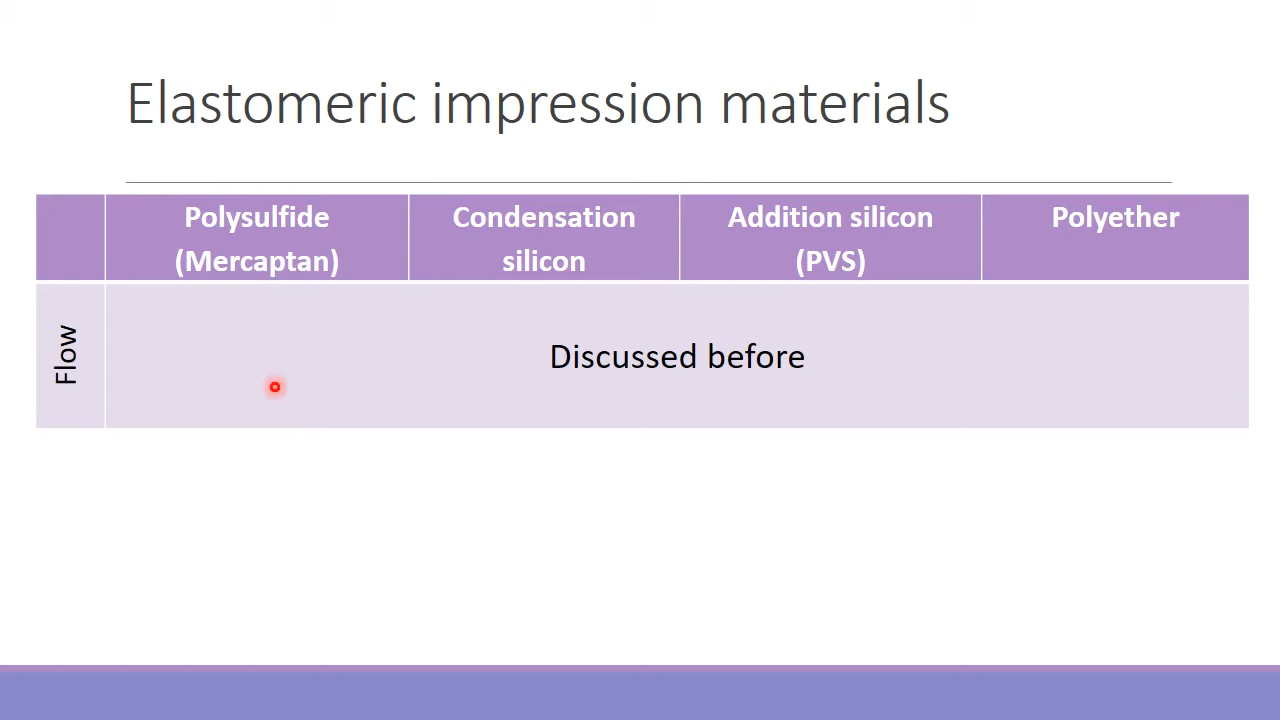 Elastomeric impression materials
Polysulfide
(Mercaptan)
Condensation
silicon
Addition silicon
(PVS)
Polyether
Flow
Discussed before